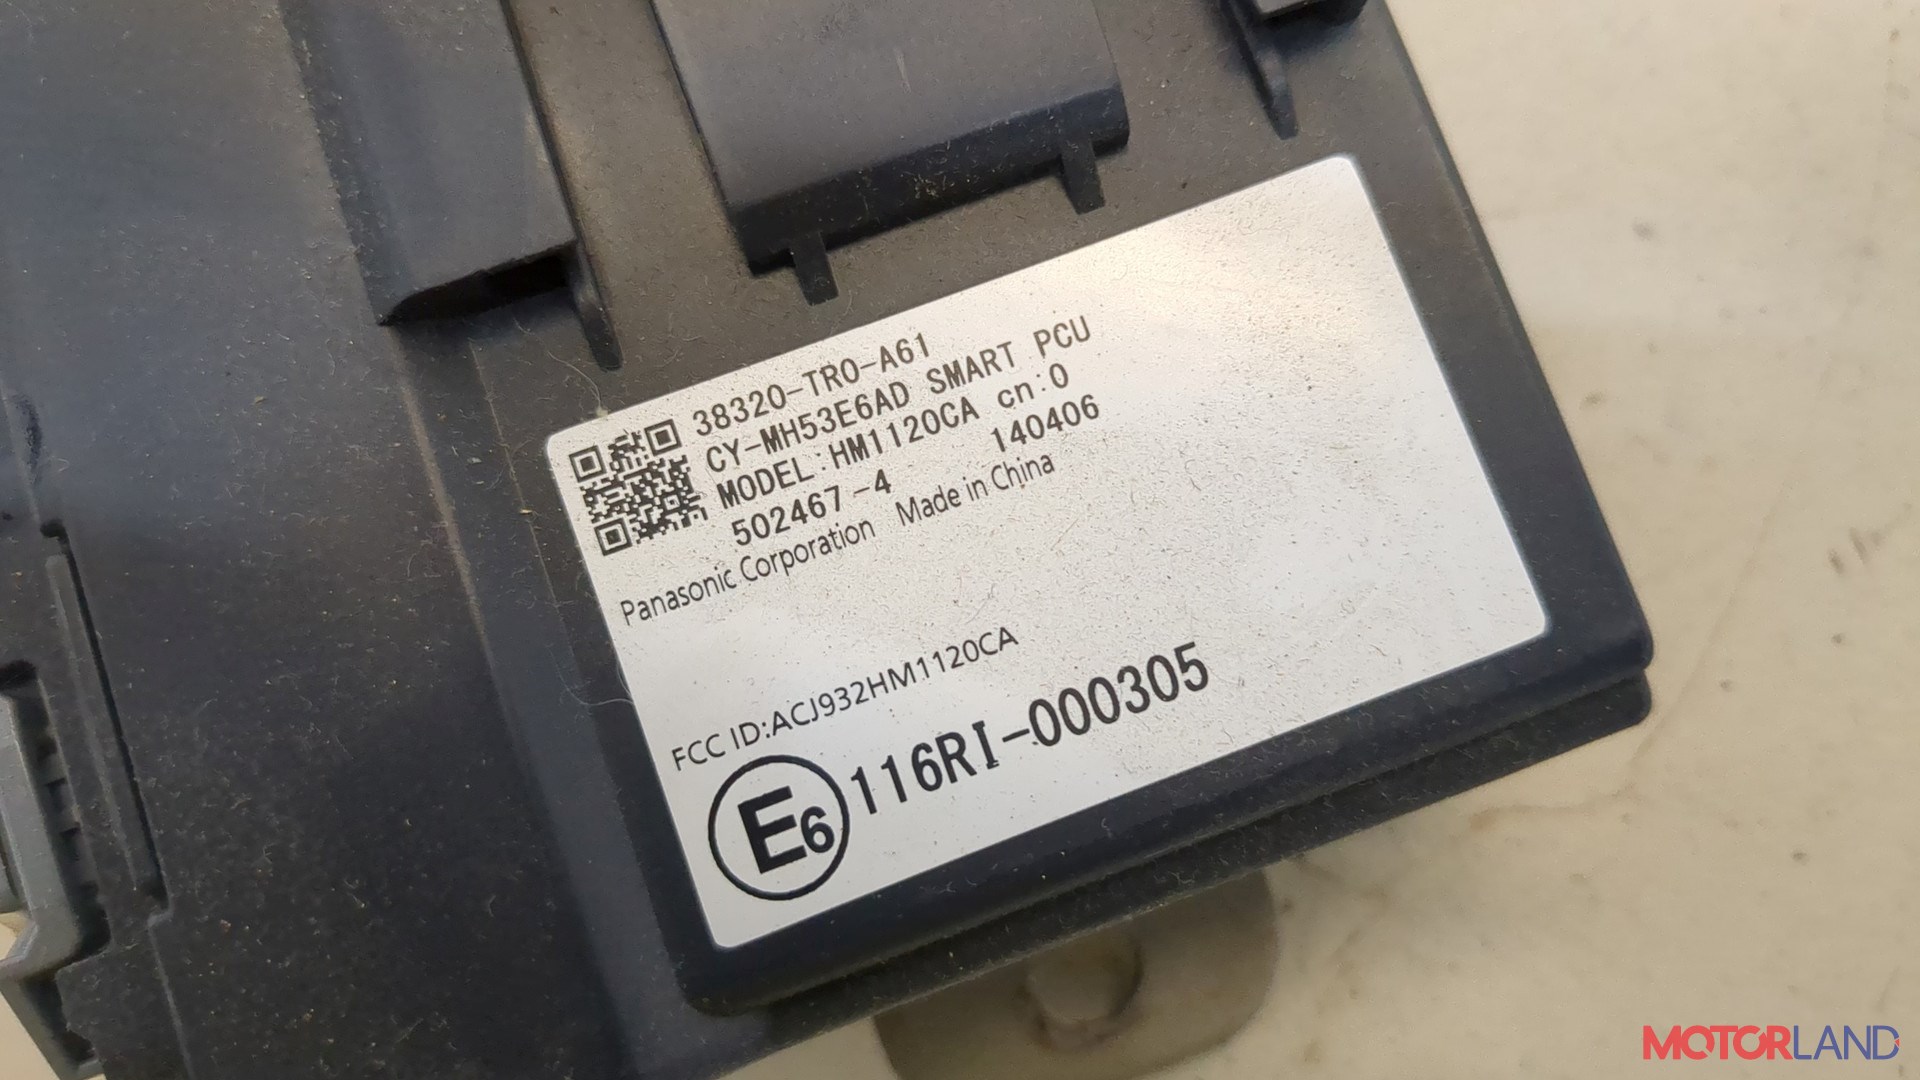 38320-TR0-A61
CY-MH53E6AD SMART PCU
MODEL:HM1120CA cn:0
502467-4 140406
Panasonic Corporation Made in China
FCC ID:ACJ932HM1120CA
E6 116RI-000305
MOTORLAND